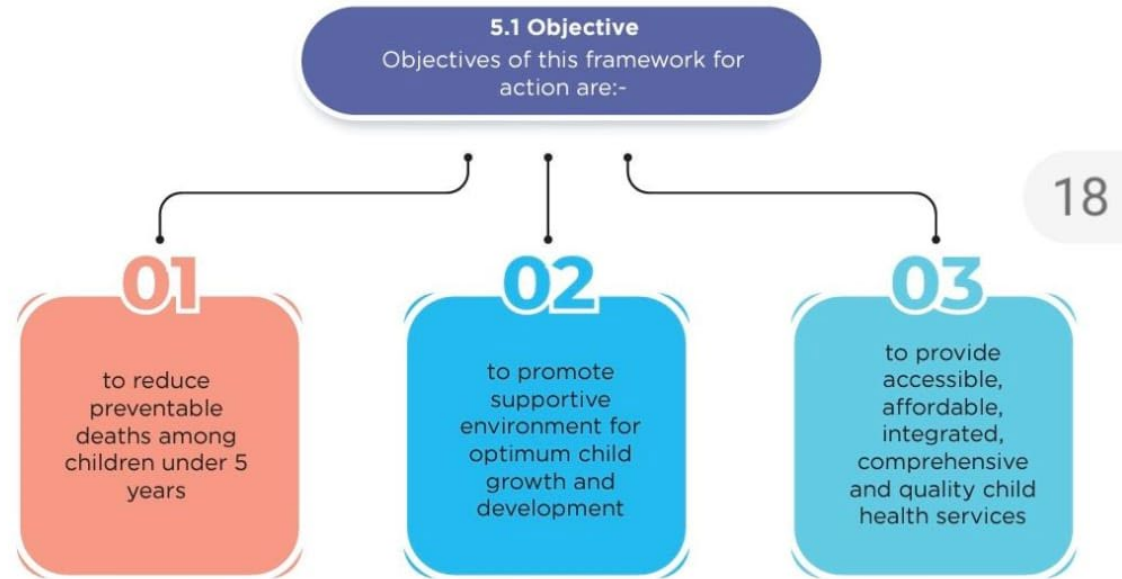 5.1 Objective
Objectives of this framework for
action are:-
18
01
to reduce
preventable
deaths among
children under 5
years
02
to promote
supportive
environment for
optimum child
growth and
development
03
to provide
accessible,
affordable,
integrated,
comprehensive
and quality child
health services